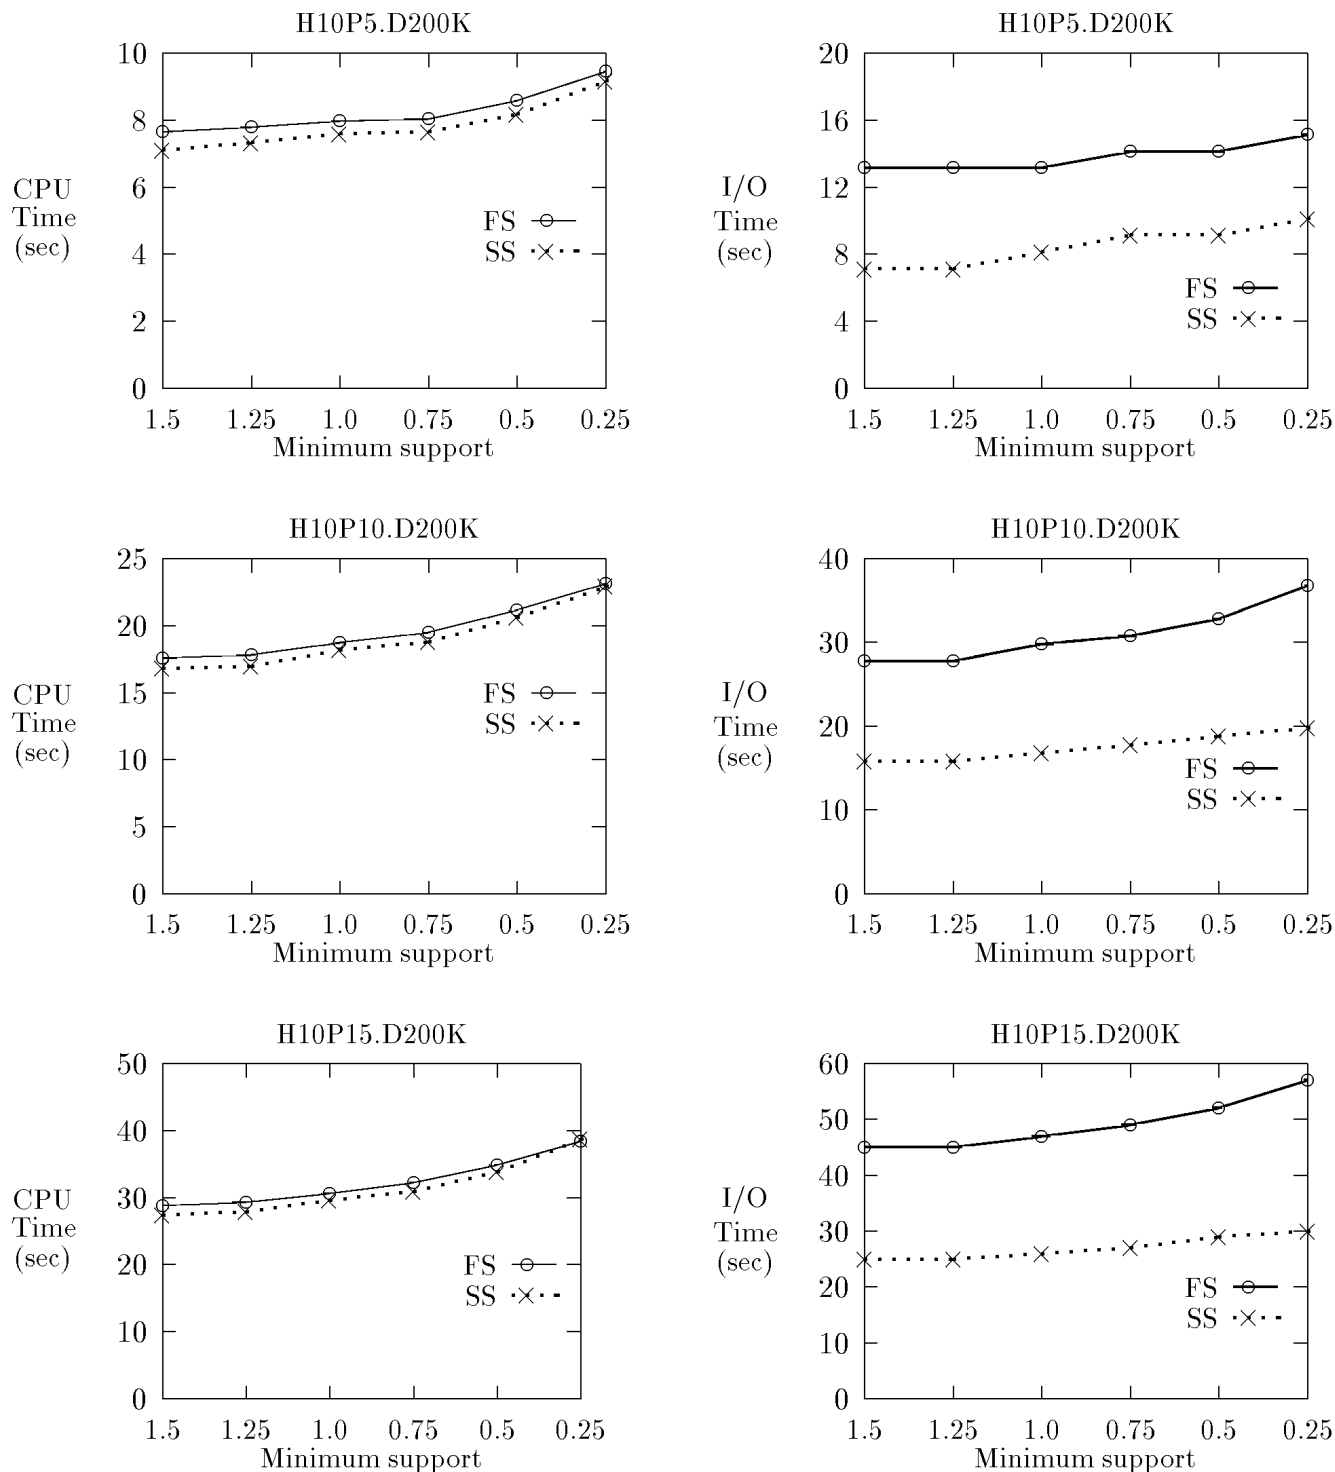 H10P5.D200K
10
8
6
4
2
0
CPU
Time
(sec)
FS
SS
1.5 1.25 1.0 0.75 0.5 0.25
Minimum support
H10P5.D200K
20
16
12
8
4
0
I/O
Time
(sec)
FS
SS
1.5 1.25 1.0 0.75 0.5 0.25
Minimum support
H10P10.D200K
25
20
15
10
5
0
CPU
Time
(sec)
FS
SS
1.5 1.25 1.0 0.75 0.5 0.25
Minimum support
H10P10.D200K
40
30
20
10
0
I/O
Time
(sec)
FS
SS
1.5 1.25 1.0 0.75 0.5 0.25
Minimum support
H10P15.D200K
50
40
30
20
10
0
CPU
Time
(sec)
FS
SS
1.5 1.25 1.0 0.75 0.5 0.25
Minimum support
H10P15.D200K
60
50
40
30
20
10
0
I/O
Time
(sec)
FS
SS
1.5 1.25 1.0 0.75 0.5 0.25
Minimum support